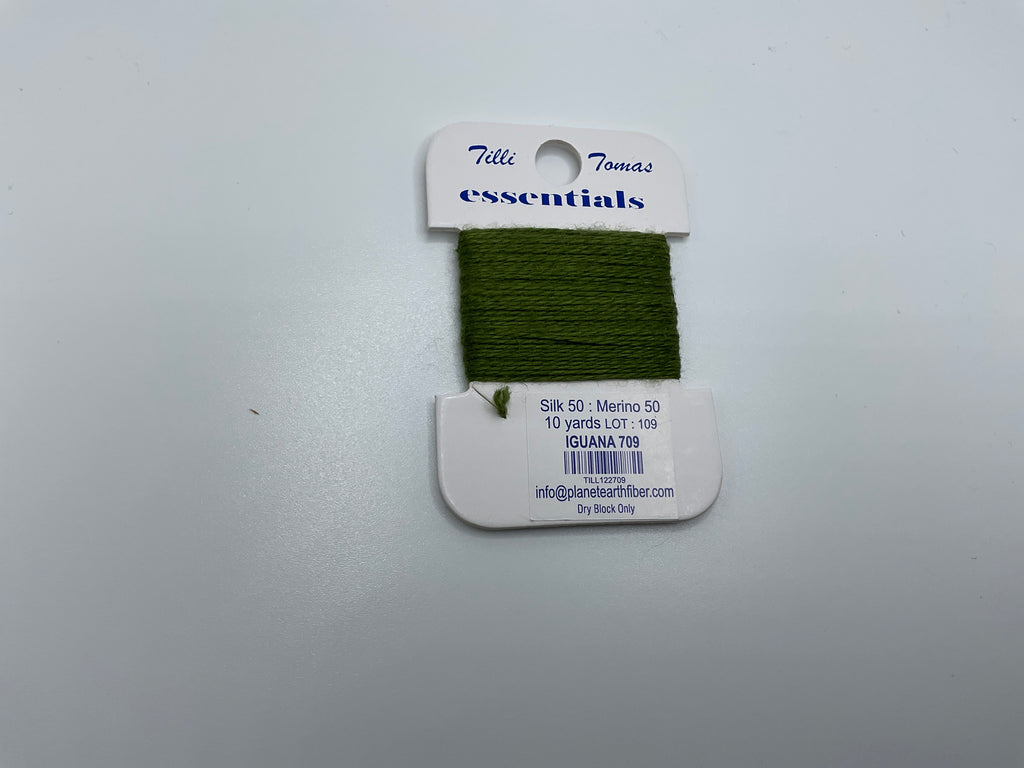 Tilli Tomas
essentials
Silk 50 : Merino 50
10 yards LOT : 109
IGUANA 709
TILL122709
info@planetearthfiber.com
Dry Block Only